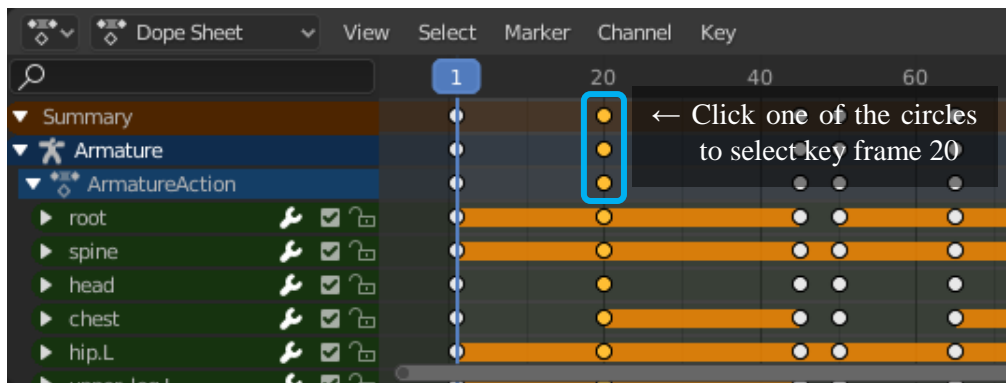 Dope Sheet View Select Marker Channel Key
1 20 40 60
Summary
← Click one of the circles
to select key frame 20
Armature
ArmatureAction
root
spine
head
chest
hip.L